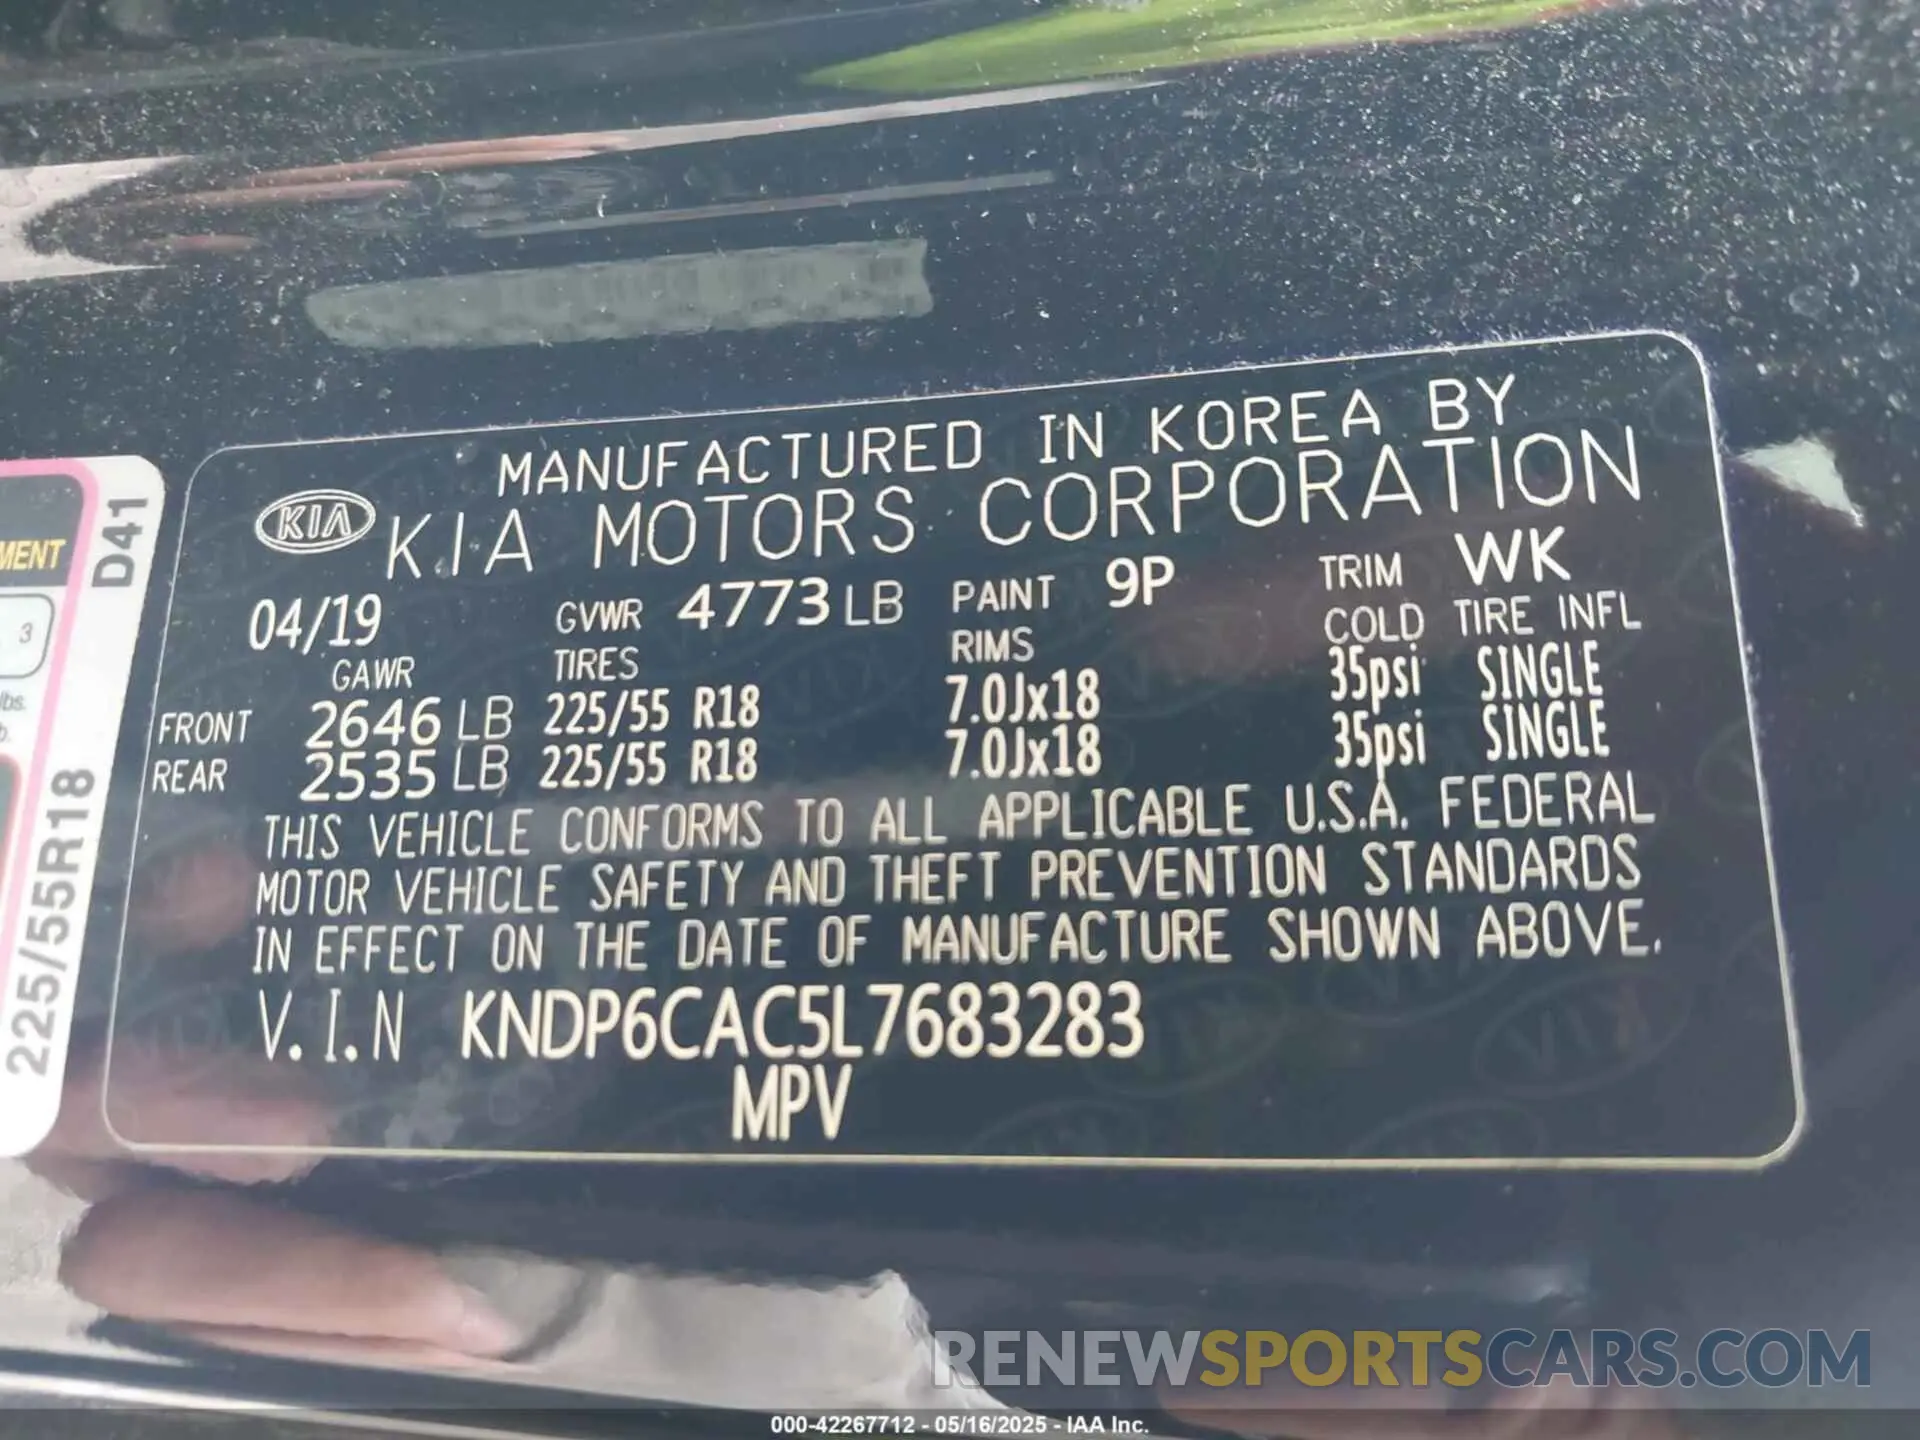 MANUFACTURED IN KOREA BY
KIA KIA MOTORS CORPORATION
04/19 GVWR 4773 LB PAINT 9P TRIM WK
GAWR TIRES RIMS COLD TIRE INFL
FRONT 2646 LB 225/55 R18 7.0Jx18 35psi SINGLE
REAR 2535 LB 225/55 R18 7.0Jx18 35psi SINGLE
THIS VEHICLE CONFORMS TO ALL APPLICABLE U.S.A. FEDERAL
MOTOR VEHICLE SAFETY AND THEFT PREVENTION STANDARDS
IN EFFECT ON THE DATE OF MANUFACTURE SHOWN ABOVE.
V.I.N KNDP6CAC5L7683283
MPV
225/55R18 D41
3
lbs.
RENEWSPORTSCARS.COM
000-42267712 - 05/16/2025 - IAA Inc.